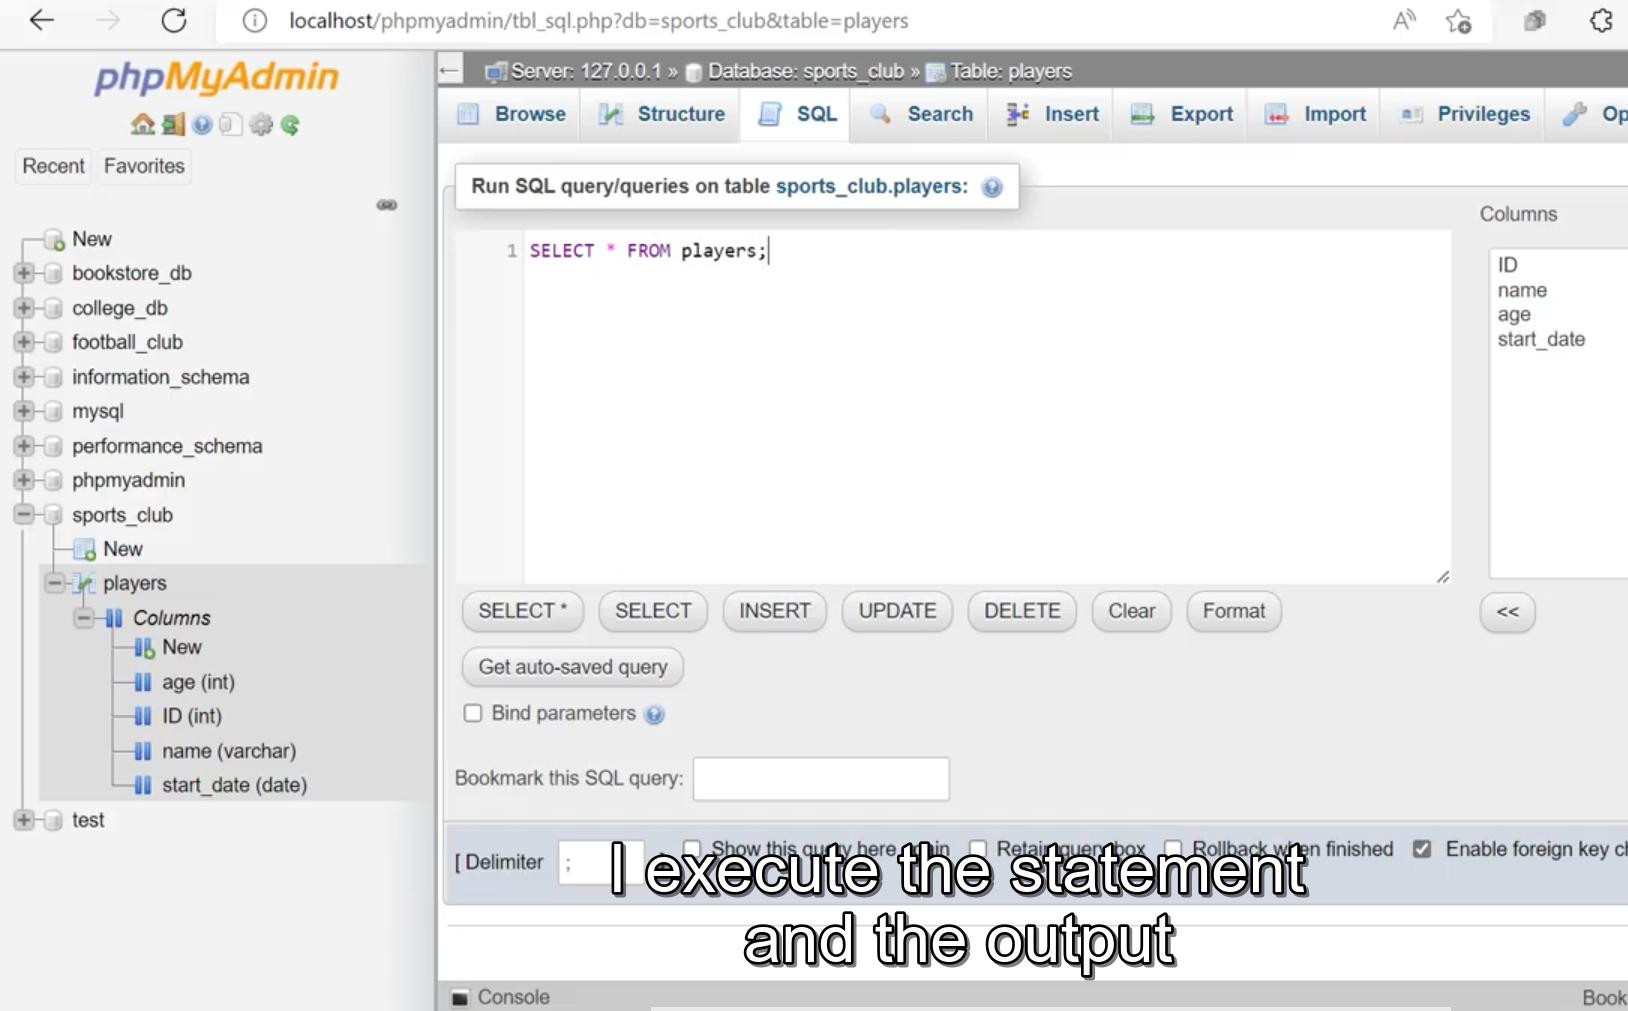 localhost/phpmyadmin/tbl_sql.php?db=sports_club&table=players
phpMyAdmin
Recent Favorites
New
bookstore_db
college_db
football_club
information_schema
mysql
performance_schema
phpmyadmin
sports_club
New
players
Columns
New
age (int)
ID (int)
name (varchar)
start_date (date)
test
Server: 127.0.0.1 » Database: sports_club » Table: players
Browse Structure SQL Search Insert Export Import Privileges Op
Run SQL query/queries on table sports_club.players:
1 SELECT * FROM players;
Columns
ID
name
age
start_date
SELECT * SELECT INSERT UPDATE DELETE Clear Format <<
Get auto-saved query
Bind parameters
Bookmark this SQL query:
[ Delimiter ; ] Show this query here again Retain query box Rollback when finished Enable foreign key ch
I execute the statement
and the output
Console Book